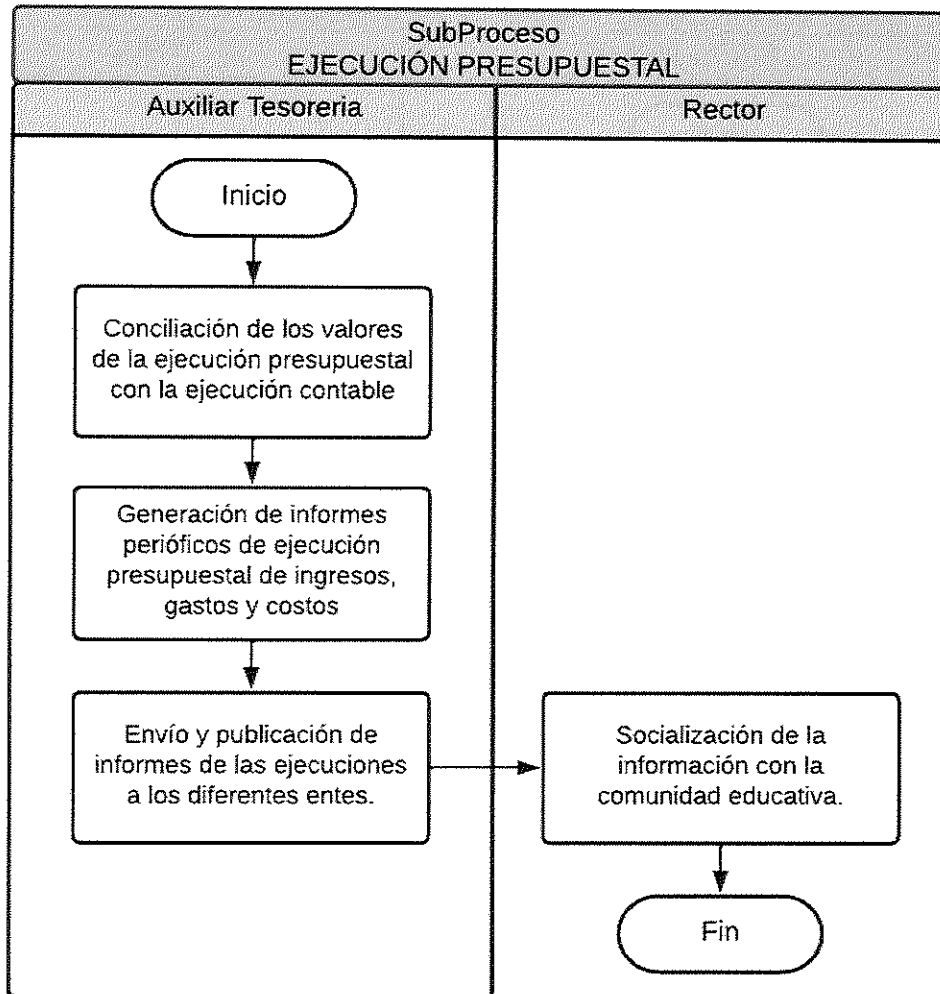 SubProceso
EJECUCIÓN PRESUPUESTAL
Auxiliar Tesoreria
Rector
Inicio
Conciliación de los valores
de la ejecución presupuestal
con la ejecución contable
Generación de informes
perióficos de ejecución
presupuestal de ingresos,
gastos y costos
Envío y publicación de
informes de las ejecuciones
a los diferentes entes.
Socialización de la
información con la
comunidad educativa.
Fin